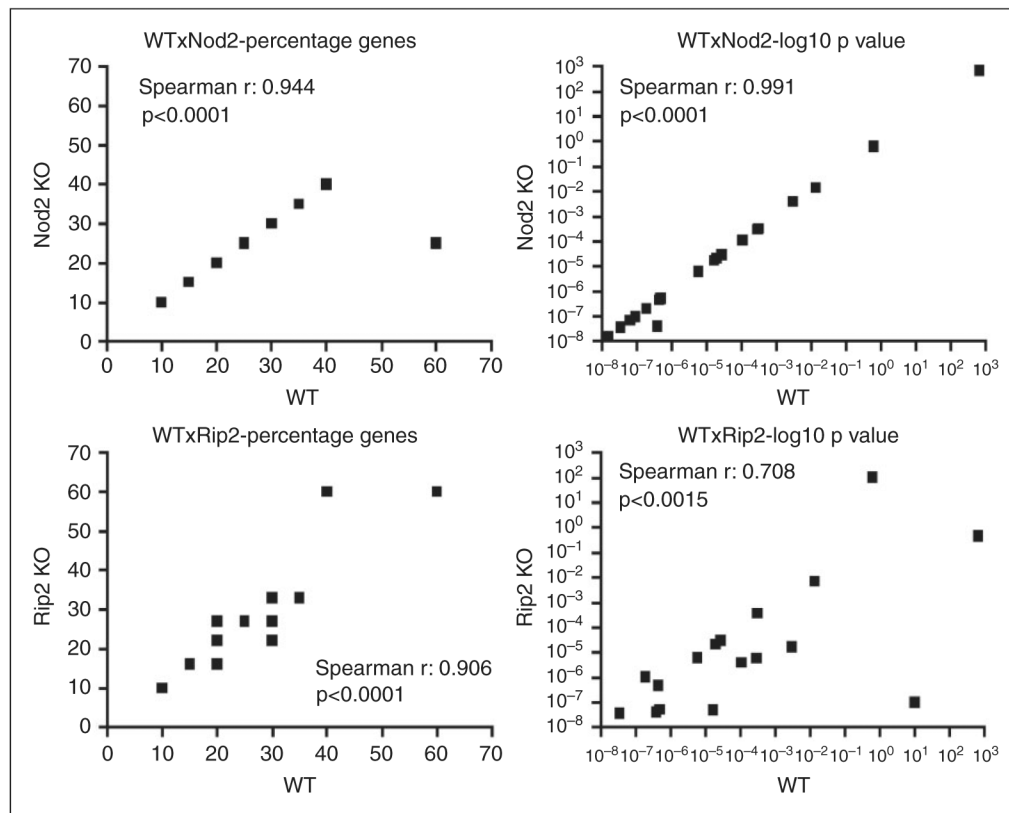 WTxNod2-percentage genes
70
60
50
40
30
20
10
0
Nod2 KO
Spearman r: 0.944
p<0.0001
0 10 20 30 40 50 60 70
WT
WTxNod2-log10 p value
10³
10²
10¹
10⁰
10⁻¹
10⁻²
10⁻³
10⁻⁴
10⁻⁵
10⁻⁶
10⁻⁷
10⁻⁸
Nod2 KO
Spearman r: 0.991
p<0.0001
10⁻⁸ 10⁻⁷ 10⁻⁶ 10⁻⁵ 10⁻⁴ 10⁻³ 10⁻² 10⁻¹ 10⁰ 10¹ 10² 10³
WT
WTxRip2-percentage genes
70
60
50
40
30
20
10
0
Rip2 KO
Spearman r: 0.906
p<0.0001
0 10 20 30 40 50 60 70
WT
WTxRip2-log10 p value
10³
10²
10¹
10⁰
10⁻¹
10⁻²
10⁻³
10⁻⁴
10⁻⁵
10⁻⁶
10⁻⁷
10⁻⁸
Rip2 KO
Spearman r: 0.708
p<0.0015
10⁻⁸ 10⁻⁷ 10⁻⁶ 10⁻⁵ 10⁻⁴ 10⁻³ 10⁻² 10⁻¹ 10⁰ 10¹ 10² 10³
WT